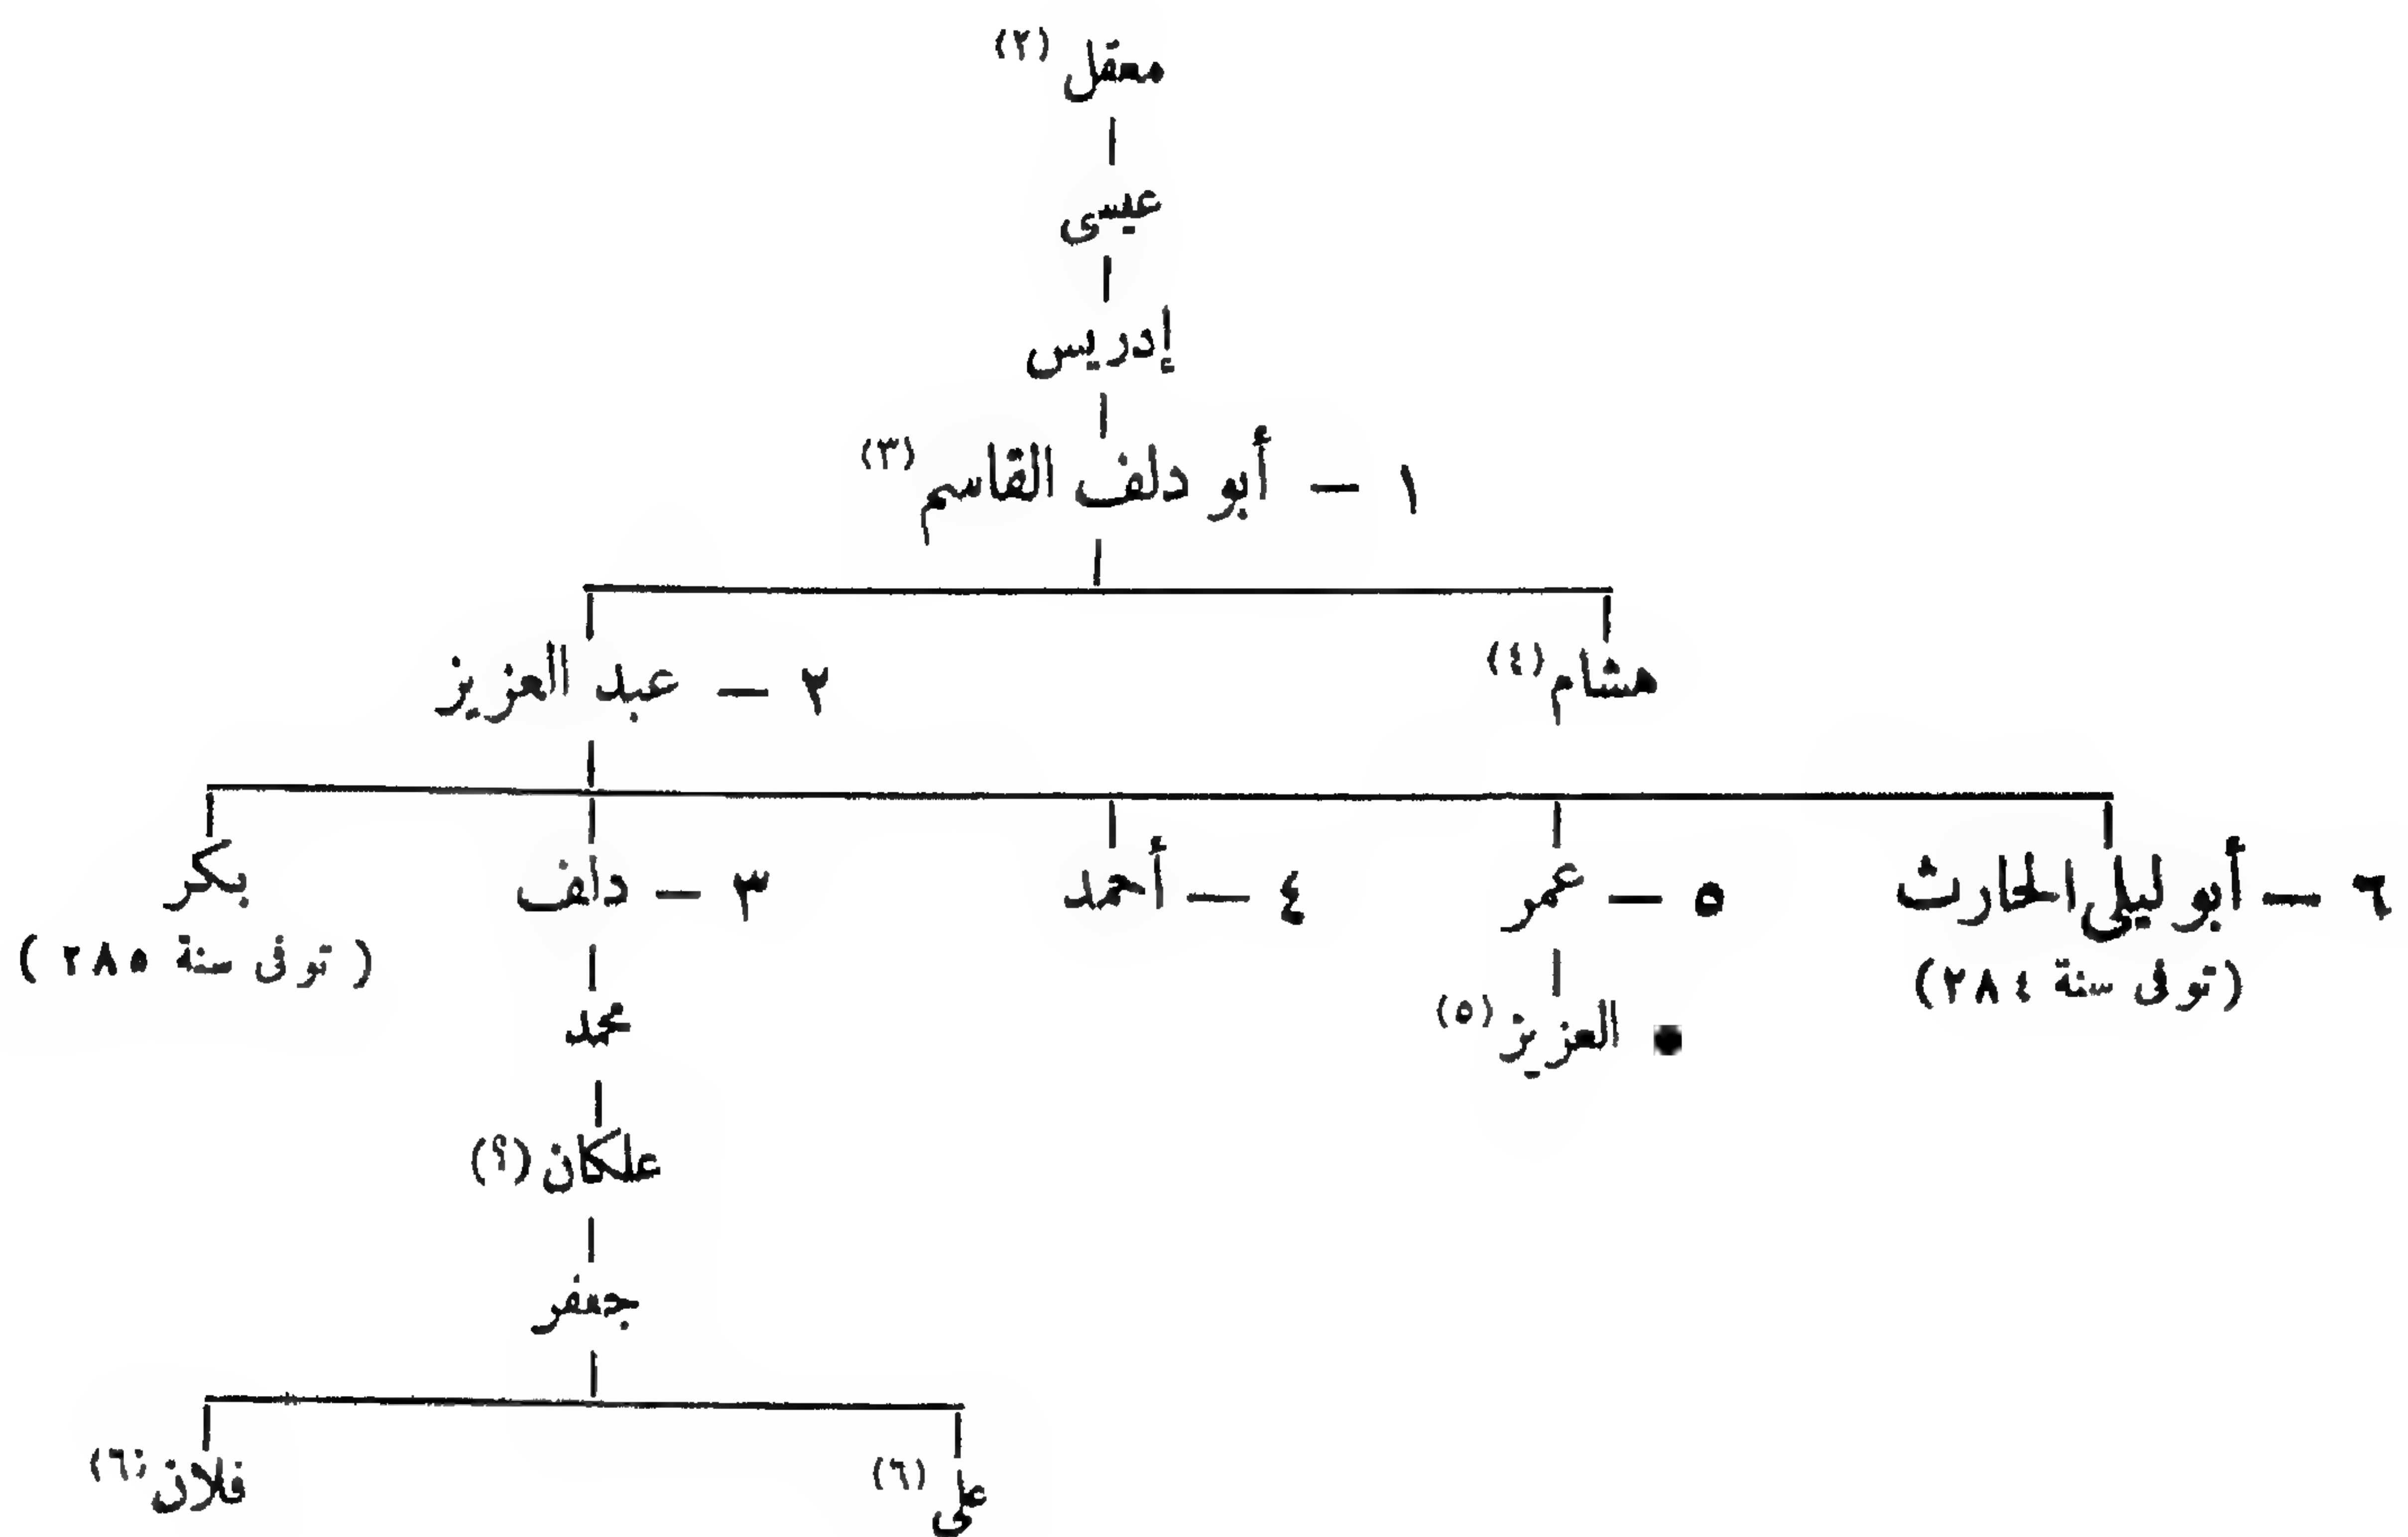 معقل (٢)
عيسى
إدريس
١ — أبو دلف القاسم (٣)
هشام (٤) ٢ — عبد العزيز
٦ — أبو ليلى الحارث ٥ — عمر ٤ — أحمد ٣ — دلف بكر
(توفى سنة ٢٨٤) (توفى سنة ٢٨٥)
العزيز (٥) محمد
علكان (؟)
جعفر
على (٦) فلان (٦)